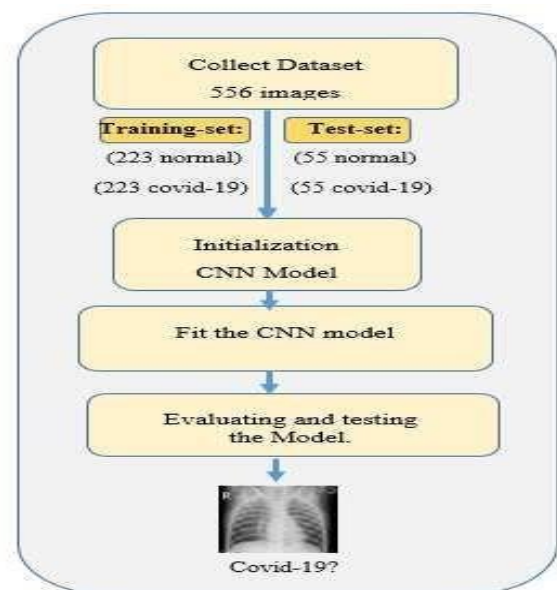 Collect Dataset
556 images
Training-set:
(223 normal)
(223 covid-19)
Test-set:
(55 normal)
(55 covid-19)
Initialization
CNN Model
Fit the CNN model
Evaluating and testing
the Model.
R
Covid-19?